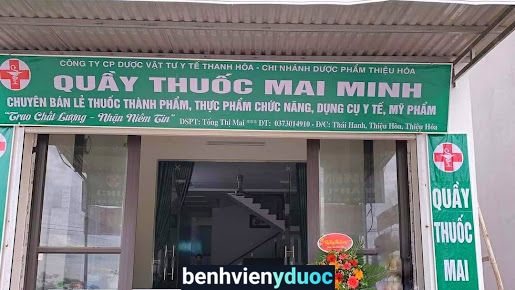 CÔNG TY CP DƯỢC VẬT TƯ Y TẾ THANH HÓA - CHI NHÁNH DƯỢC PHẨM THIỆU HÓA
QUẦY THUỐC MAI MINH
CHUYÊN BÁN LẺ THUỐC THÀNH PHẨM, THỰC PHẨM CHỨC NĂNG, DỤNG CỤ Y TẾ, MỸ PHẨM
"Trao Chất Lượng - Nhận Niềm Tin" DSPT: Tống Thị Mai *** ĐT: 0373014910 - Đ/C: Thái Hanh, Thiệu Hòa, Thiệu Hóa
QUẦY
THUỐC
MAI
benhvienyduoc